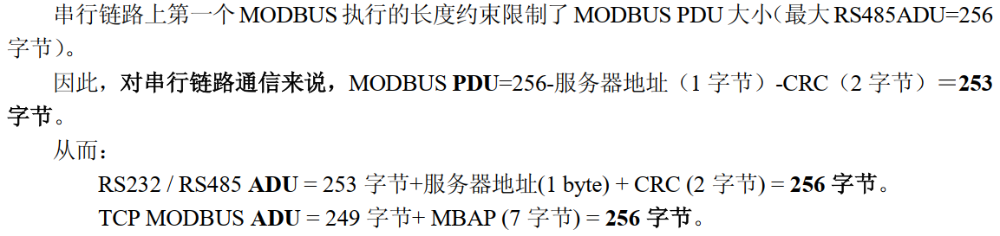 串行链路上第一个 MODBUS 执行的长度约束限制了 MODBUS PDU 大小（最大 RS485ADU=256
字节）。
因此，对串行链路通信来说，MODBUS PDU=256-服务器地址（1 字节）-CRC（2 字节）＝253
字节。
从而：
RS232 / RS485 ADU = 253 字节+服务器地址(1 byte) + CRC (2 字节) = 256 字节。
TCP MODBUS ADU = 249 字节+ MBAP (7 字节) = 256 字节。